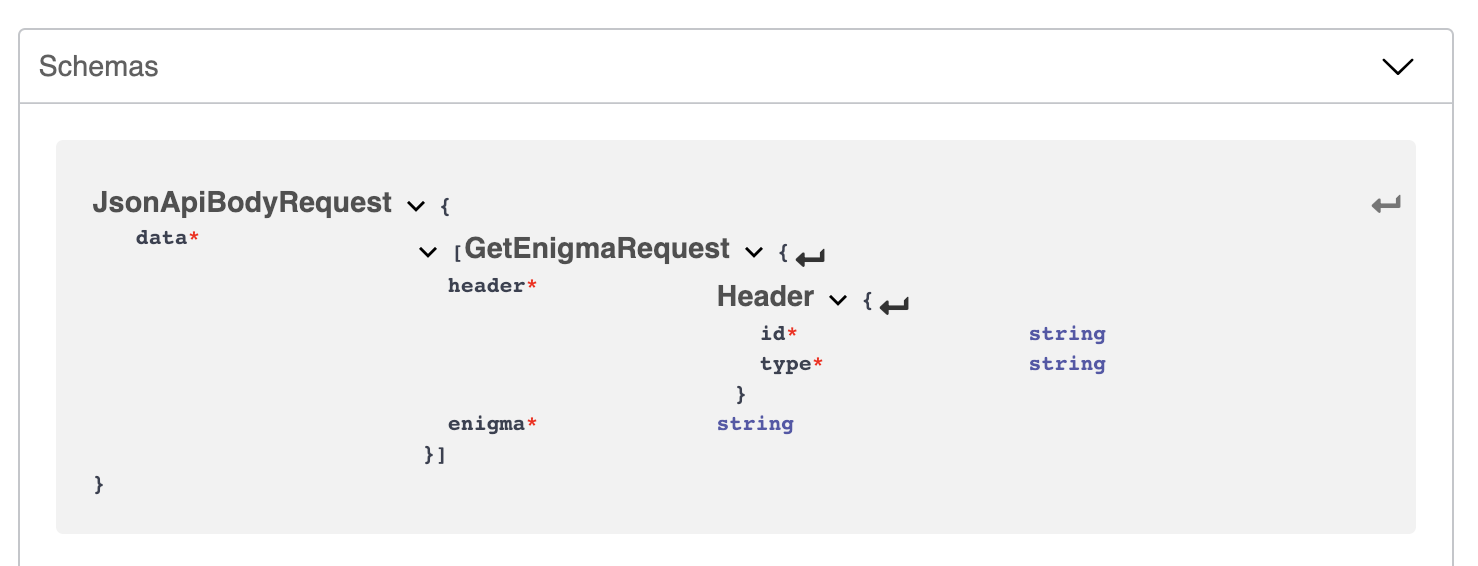 Schemas
JsonApiBodyRequest {
data*
[GetEnigmaRequest {
header*
Header {
id* string
type* string
}
enigma* string
}]
}